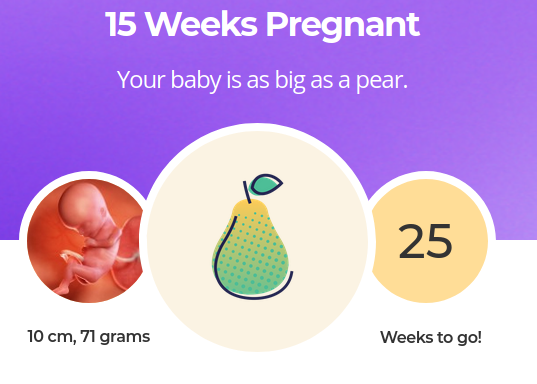 15 Weeks Pregnant
Your baby is as big as a pear.
25
10 cm, 71 grams
Weeks to go!